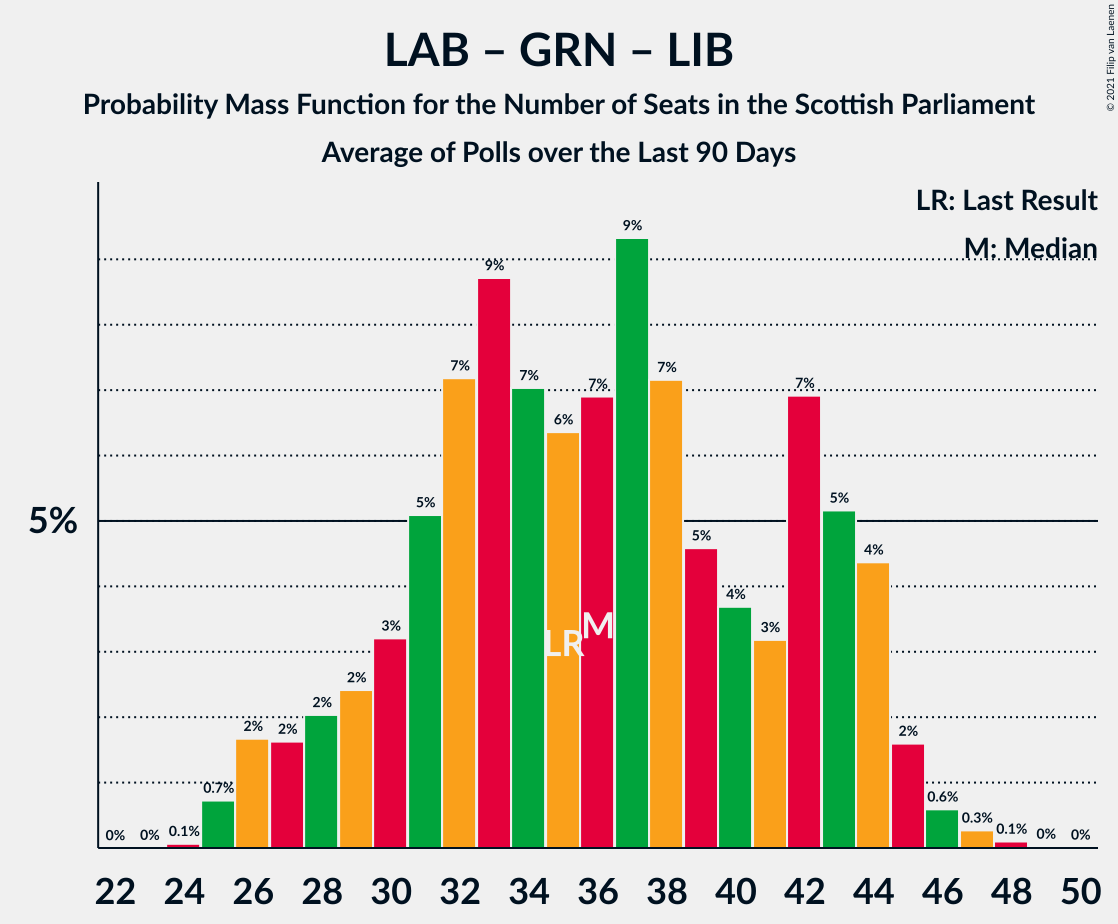 LAB – GRN – LIB
Probability Mass Function for the Number of Seats in the Scottish Parliament
Average of Polls over the Last 90 Days
© 2021 Filip van Laenen
LR: Last Result
M: Median
5%
0% 0% 0.1% 0.7% 2% 2% 2% 2% 3% 5% 7% 9% 7% 6% 7% 9% 7% 5% 4% 3% 7% 5% 4% 2% 0.6% 0.3% 0.1% 0% 0%
LR M
22 24 26 28 30 32 34 36 38 40 42 44 46 48 50